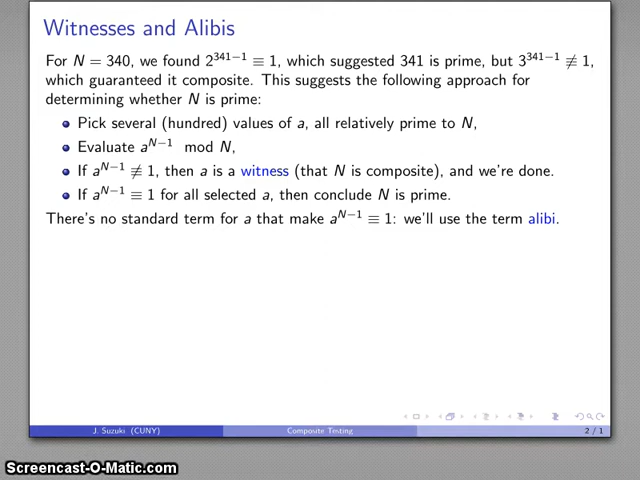 Witnesses and Alibis
For N = 340, we found 2^{341−1} ≡ 1, which suggested 341 is prime, but 3^{341−1} ≢ 1,
which guaranteed it composite. This suggests the following approach for
determining whether N is prime:
Pick several (hundred) values of a, all relatively prime to N,
Evaluate a^{N−1} mod N,
If a^{N−1} ≢ 1, then a is a witness (that N is composite), and we're done.
If a^{N−1} ≡ 1 for all selected a, then conclude N is prime.
There's no standard term for a that make a^{N−1} ≡ 1: we'll use the term alibi.
J. Suzuki (CUNY) Composite Testing 2 / 1
Screencast-O-Matic.com